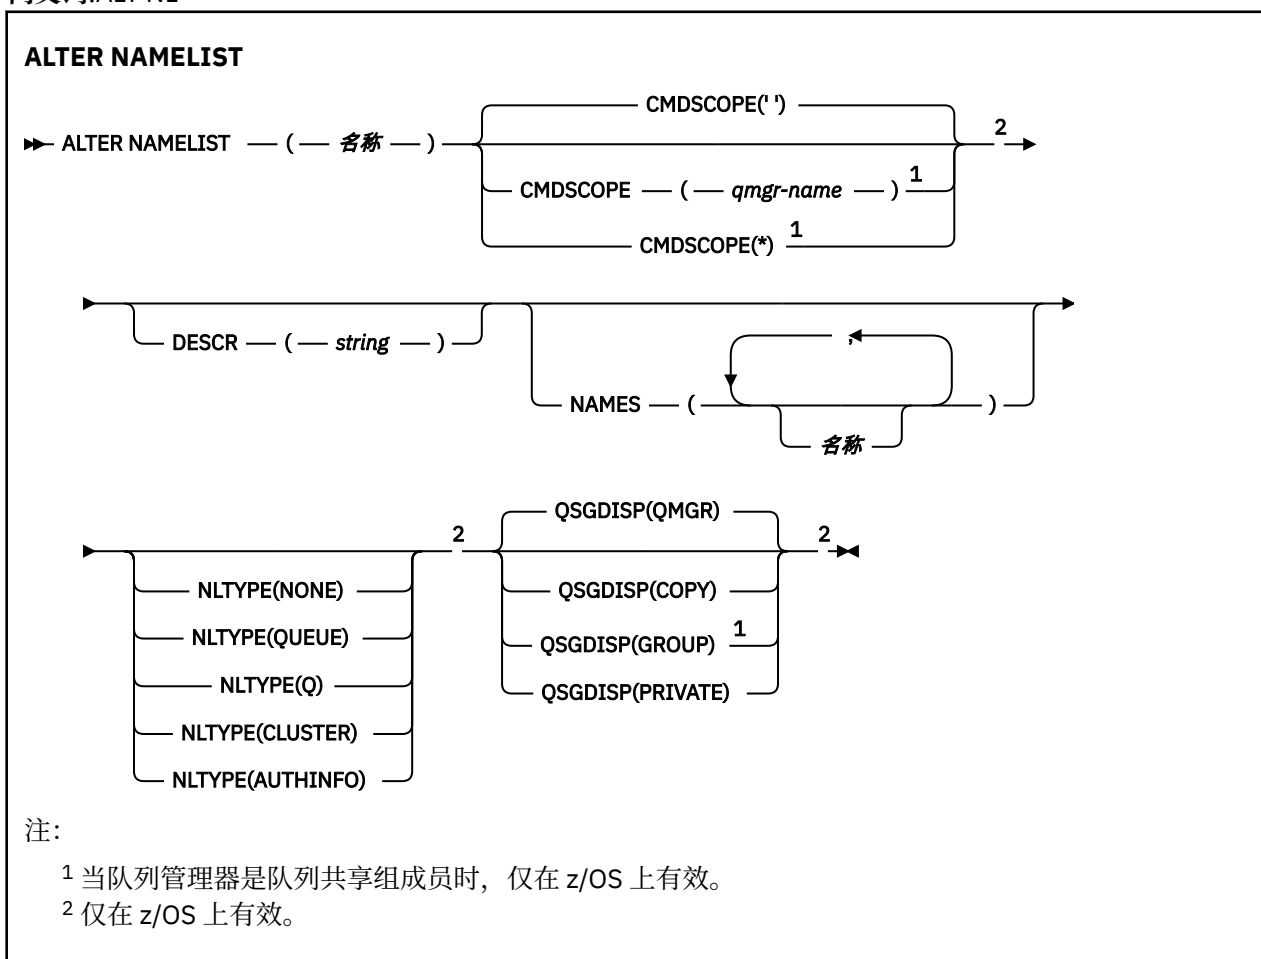 ALTER NAMELIST
CMDSCOPE(' ')
ALTER NAMELIST ( 名称 ) 2
CMDSCOPE ( qmgr-name ) 1
CMDSCOPE(*) 1
DESCR ( string )
,
NAMES ( )
名称
QSGDISP(QMGR)
2 2
NLTYPE(NONE) QSGDISP(COPY)
NLTYPE(QUEUE) QSGDISP(GROUP) 1
NLTYPE(Q) QSGDISP(PRIVATE)
NLTYPE(CLUSTER)
NLTYPE(AUTHINFO)
注：
1 当队列管理器是队列共享组成员时，仅在 z/OS 上有效。
2 仅在 z/OS 上有效。